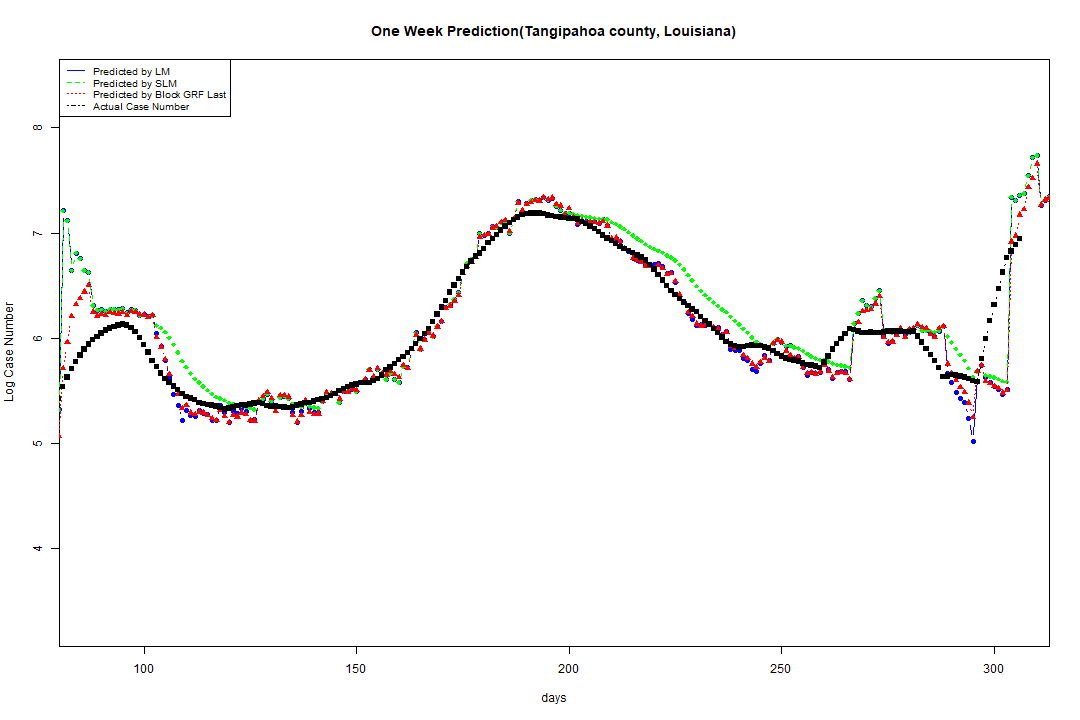 One Week Prediction(Tangipahoa county, Louisiana)
Predicted by LM
Predicted by SLM
Predicted by Block GRF Last
Actual Case Number
8
7
6
5
4
Log Case Number
100 150 200 250 300
days